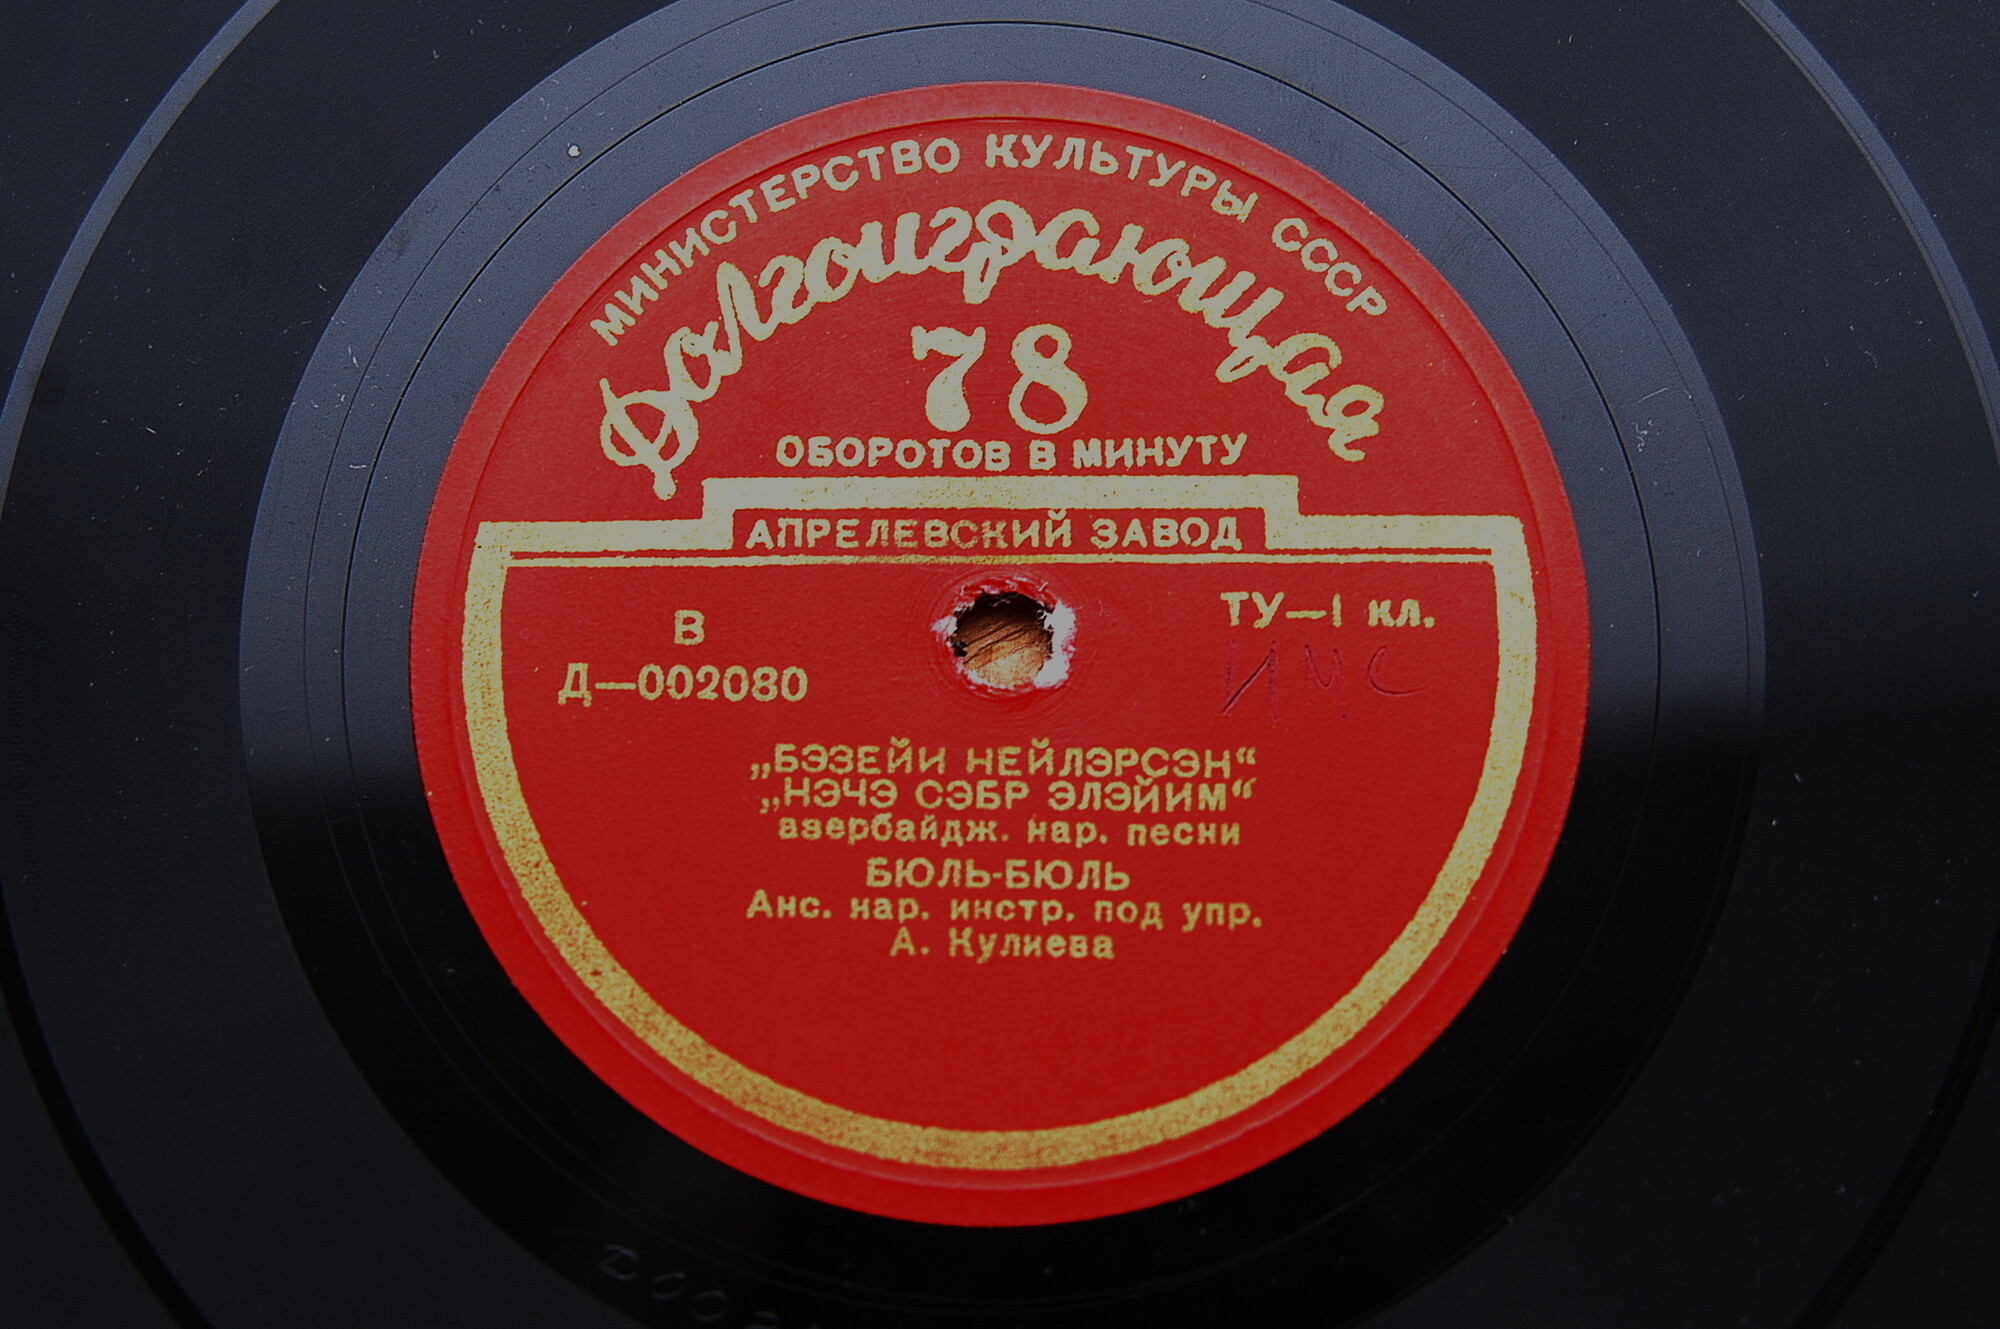 МИНИСТЕРСТВО КУЛЬТУРЫ СССР
Долгоиграющая
78
ОБОРОТОВ В МИНУТУ
АПРЕЛЕВСКИЙ ЗАВОД
В
Д—002080
ТУ—1 кл.
ИМС
„БЭЗЕЙИ НЕЙЛЭРСЭН“
„НЭЧЭ СЭБР ЭЛЭЙИМ“
азербайдж. нар. песни
БЮЛЬ-БЮЛЬ
Анс. нар. инстр. под упр.
А. Кулиева